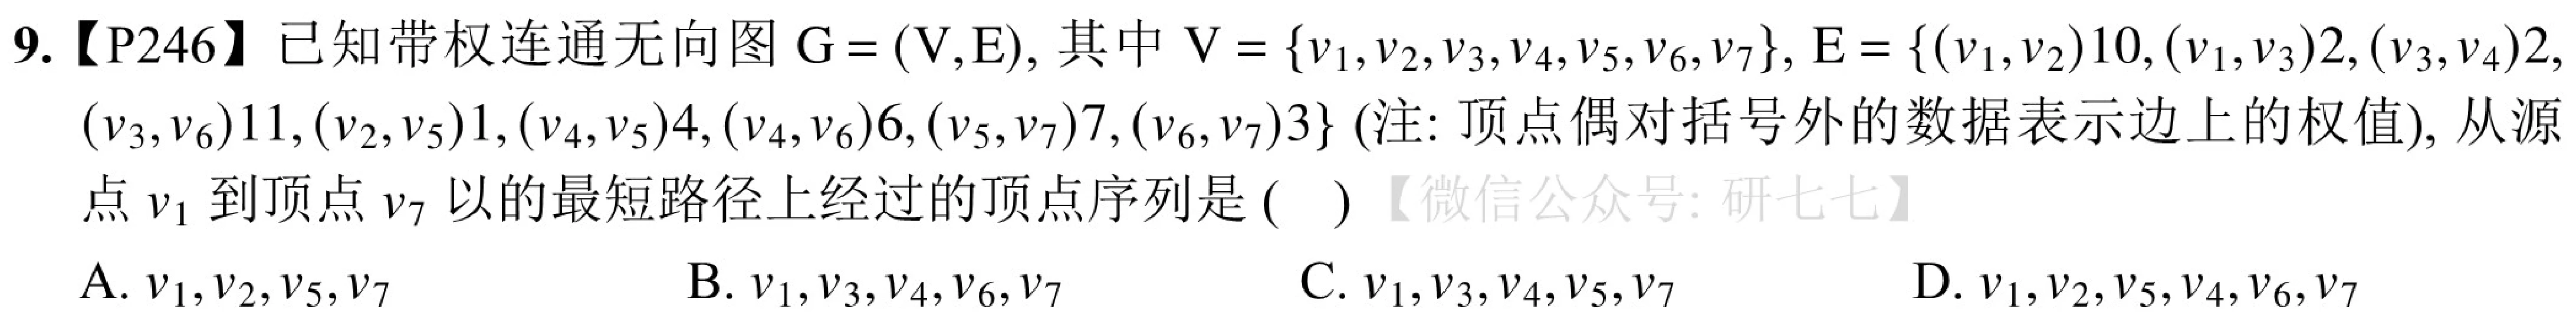 9.【P246】已知带权连通无向图 G = (V,E), 其中 V = {v₁,v₂,v₃,v₄,v₅,v₆,v₇}, E = {(v₁,v₂)10,(v₁,v₃)2,(v₃,v₄)2,
(v₃,v₆)11,(v₂,v₅)1,(v₄,v₅)4,(v₄,v₆)6,(v₅,v₇)7,(v₆,v₇)3} (注: 顶点偶对括号外的数据表示边上的权值), 从源
点 v₁ 到顶点 v₇ 以的最短路径上经过的顶点序列是 ( ) 【微信公众号: 研七七】
A. v₁,v₂,v₅,v₇ B. v₁,v₃,v₄,v₆,v₇ C. v₁,v₃,v₄,v₅,v₇ D. v₁,v₂,v₅,v₄,v₆,v₇